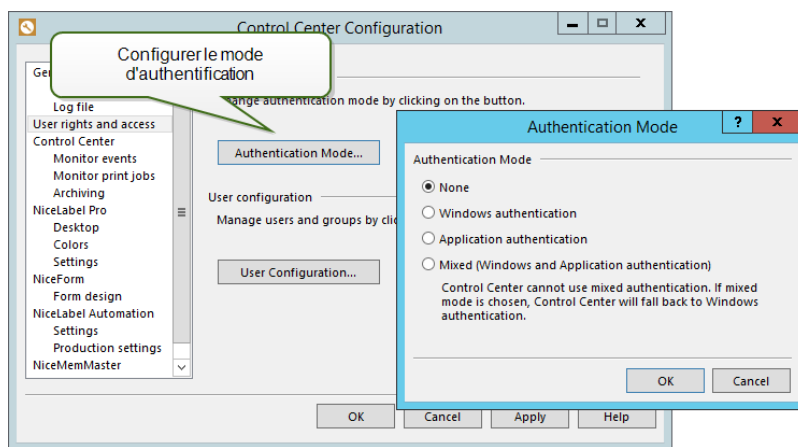 Control Center Configuration
Configurer le mode
d'authentification
Ge
Log file
User rights and access
Control Center
Monitor events
Monitor print jobs
Archiving
NiceLabel Pro
Desktop
Colors
Settings
NiceForm
Form design
NiceLabel Automation
Settings
Production settings
NiceMemMaster
ange authentication mode by clicking on the button.
Authentication Mode...
User configuration
Manage users and groups by clic
User Configuration...
OK
Cancel
Apply
Help
Authentication Mode
?
x
Authentication Mode
None
Windows authentication
Application authentication
Mixed (Windows and Application authentication)
Control Center cannot use mixed authentication. If mixed
mode is chosen, Control Center will fall back to Windows
authentication.
OK
Cancel